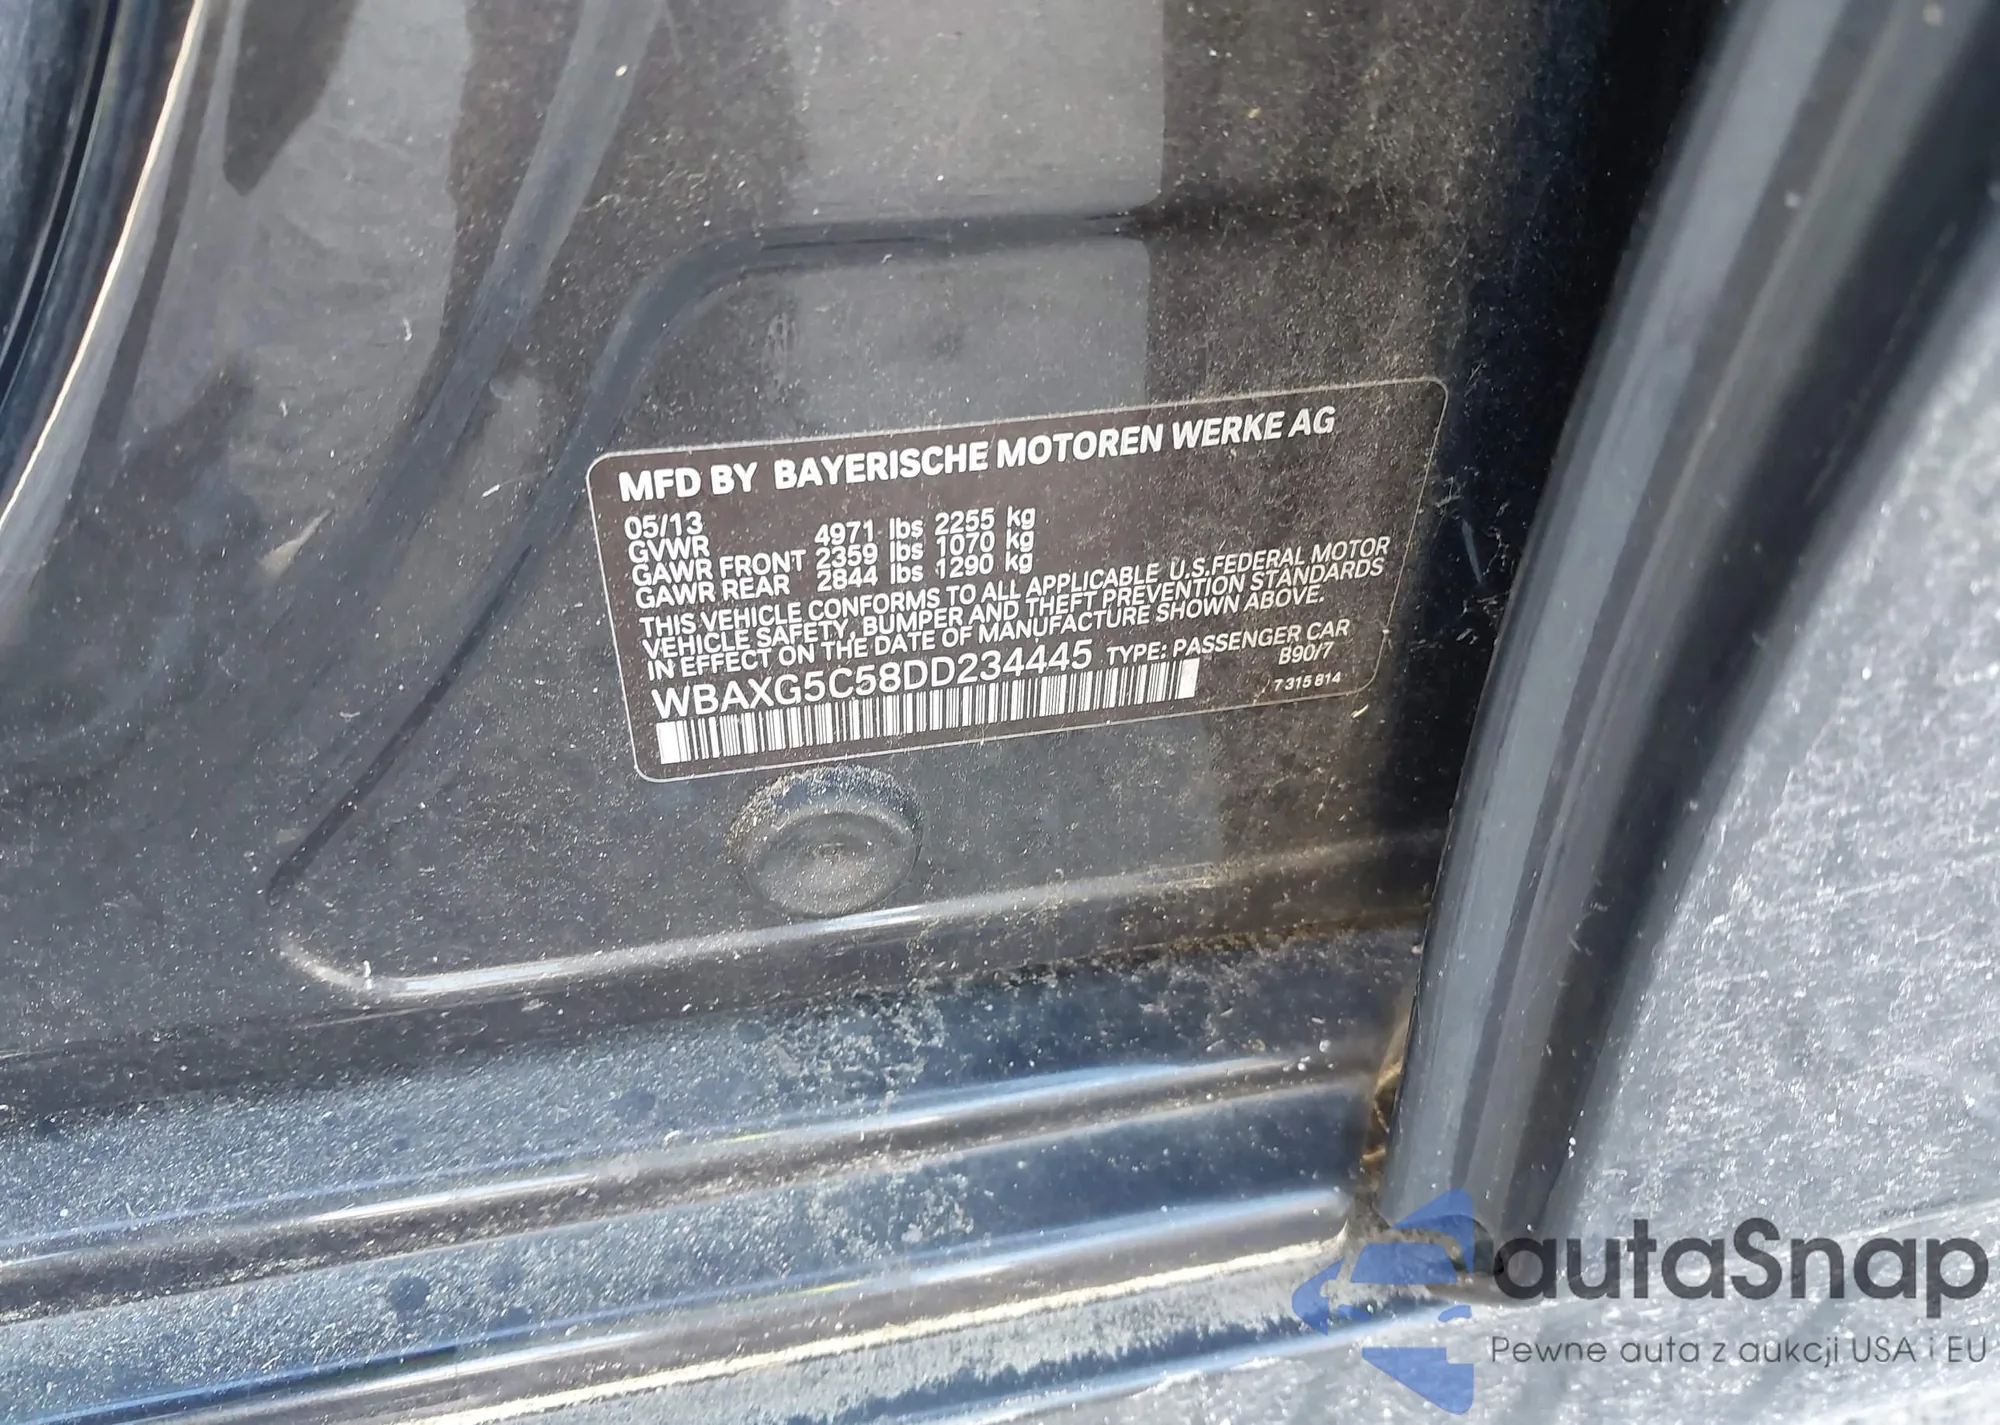 MFD BY BAYERISCHE MOTOREN WERKE AG
05/13
GVWR 4971 lbs 2255 kg
GAWR FRONT 2359 lbs 1070 kg
GAWR REAR 2844 lbs 1290 kg
THIS VEHICLE CONFORMS TO ALL APPLICABLE U.S.FEDERAL MOTOR
VEHICLE SAFETY, BUMPER AND THEFT PREVENTION STANDARDS
IN EFFECT ON THE DATE OF MANUFACTURE SHOWN ABOVE.
WBAXG5C58DD234445 TYPE: PASSENGER CAR
B90/7
7 315 814
autaSnap
Pewne auta z aukcji USA i EU